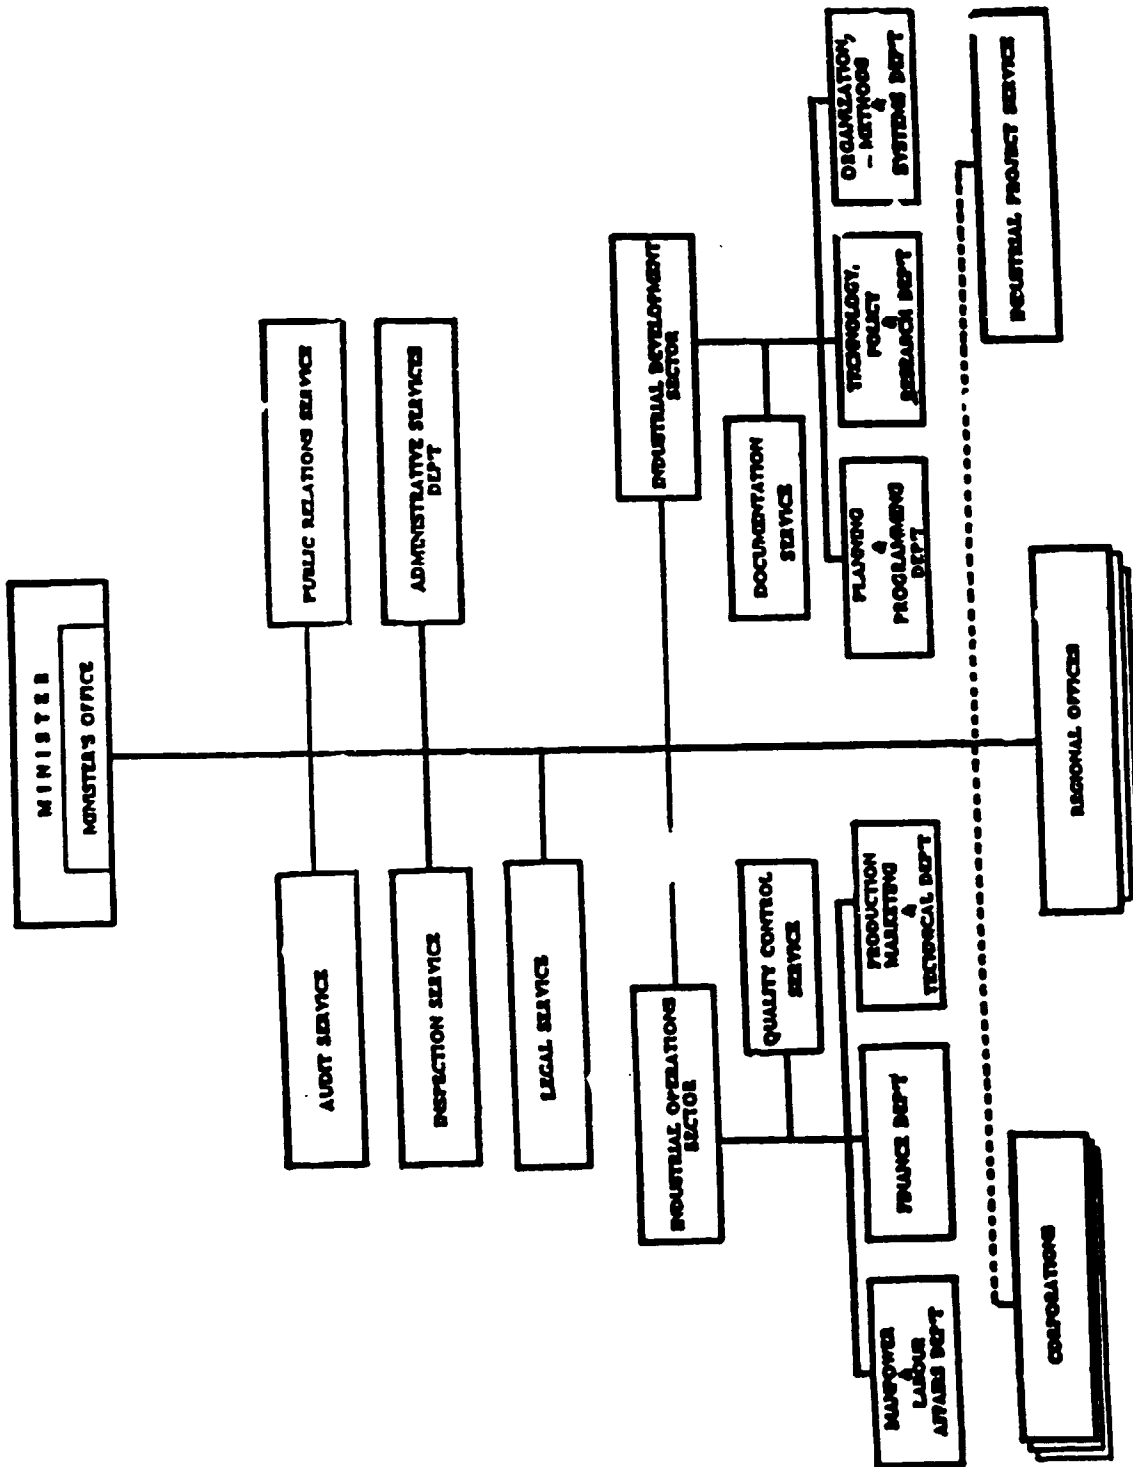 MINISTER
MINISTER'S OFFICE
AUDIT SERVICE
PUBLIC RELATIONS SERVICE
INSPECTION SERVICE
ADMINISTRATIVE SERVICES
DEPT
LEGAL SERVICE
INDUSTRIAL OPERATIONS
SECTOR
INDUSTRIAL DEVELOPMENT
SECTOR
QUALITY CONTROL
SERVICE
DOCUMENTATION
SERVICE
MANPOWER
&
LABOUR
AFFAIRS DEP'T
FINANCE DEP'T
PRODUCTION
MARKETING
&
TECHNICAL DEP'T
PLANNING
&
PROGRAMMING
DEPT
TECHNOLOGY,
POLICY
&
RESEARCH DEP'T
ORGANIZATION,
- METHODS
&
SYSTEMS DEP'T
CORPORATIONS
REGIONAL OFFICES
INDUSTRIAL PROJECT SERVICE